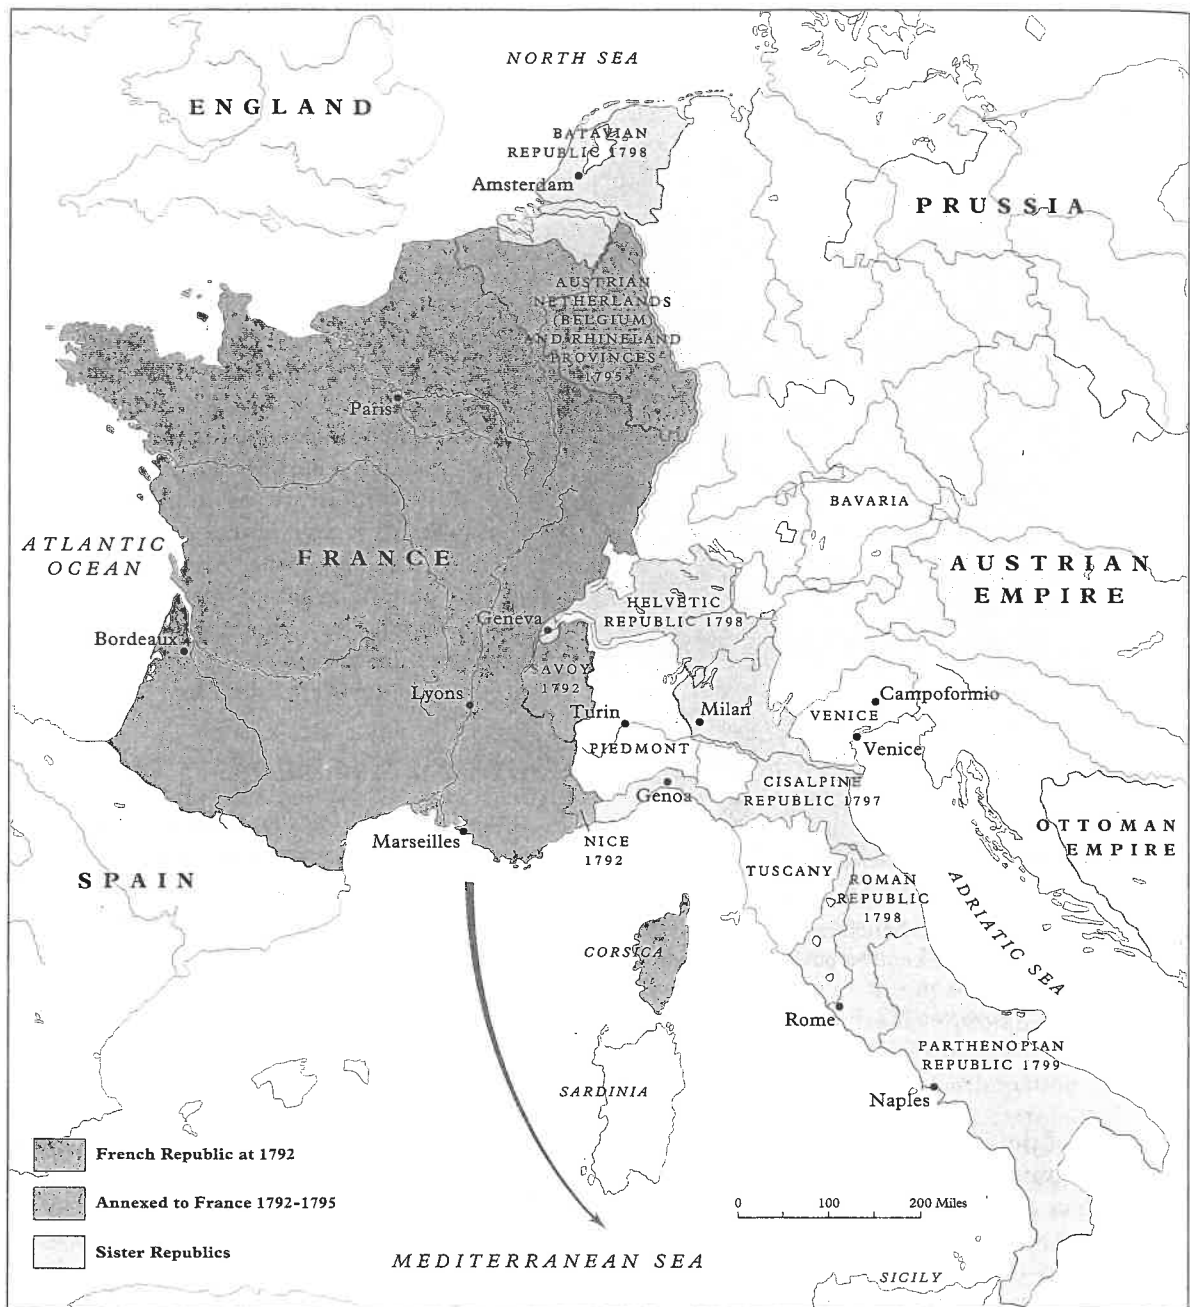 NORTH SEA
ENGLAND
BATAVIAN
REPUBLIC 1798
Amsterdam
PRUSSIA
AUSTRIAN
NETHERLANDS
(BELGIUM)
AND RHINELAND
PROVINCES
1795
Paris
BAVARIA
ATLANTIC
OCEAN
FRANCE
AUSTRIAN
EMPIRE
HELVETIC
REPUBLIC 1798
Geneva
Bordeaux
SAVOY
1792
Lyons
Turin
Milan
Campoformio
VENICE
Venice
PIEDMONT
CISALPINE
REPUBLIC 1797
Genoa
OTTOMAN
EMPIRE
Marseilles
NICE
1792
TUSCANY
SPAIN
ROMAN
REPUBLIC
1798
ADRIATIC SEA
CORSICA
Rome
PARTHENOPIAN
REPUBLIC 1799
SARDINIA
Naples
French Republic at 1792
Annexed to France 1792-1795
Sister Republics
0 100 200 Miles
MEDITERRANEAN SEA
SICILY